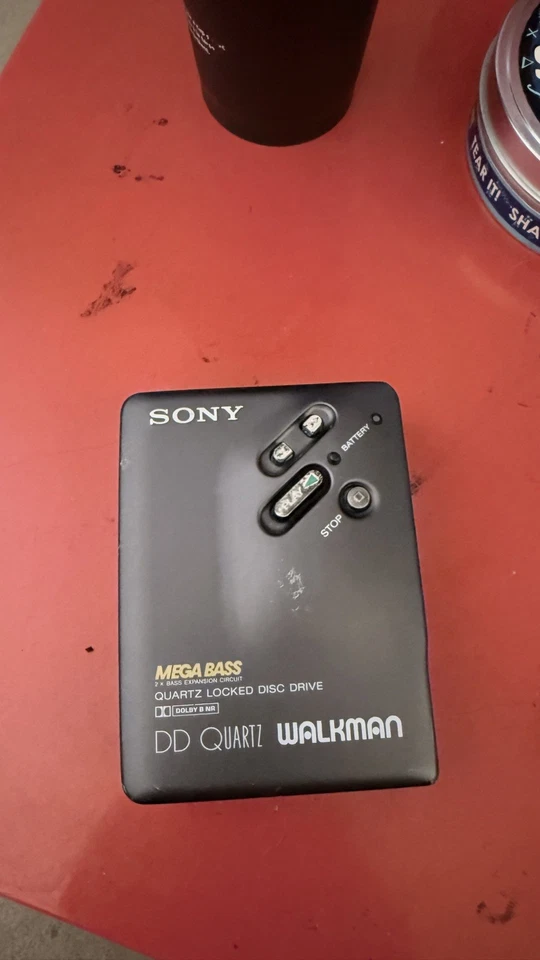 TEAR IT! SHA
SONY
BATTERY
PLAY
STOP
MEGA BASS
2 × BASS EXPANSION CIRCUIT
QUARTZ LOCKED DISC DRIVE
DOLBY B NR
DD QUARTZ WALKMAN